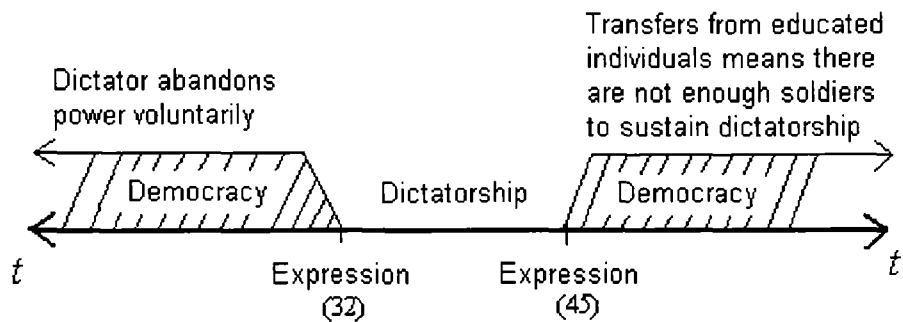 Transfers from educated
individuals means there
are not enough soldiers
to sustain dictatorship
Dictator abandons
power voluntarily
Democracy
Dictatorship
Democracy
t
Expression
(32)
Expression
(45)
t